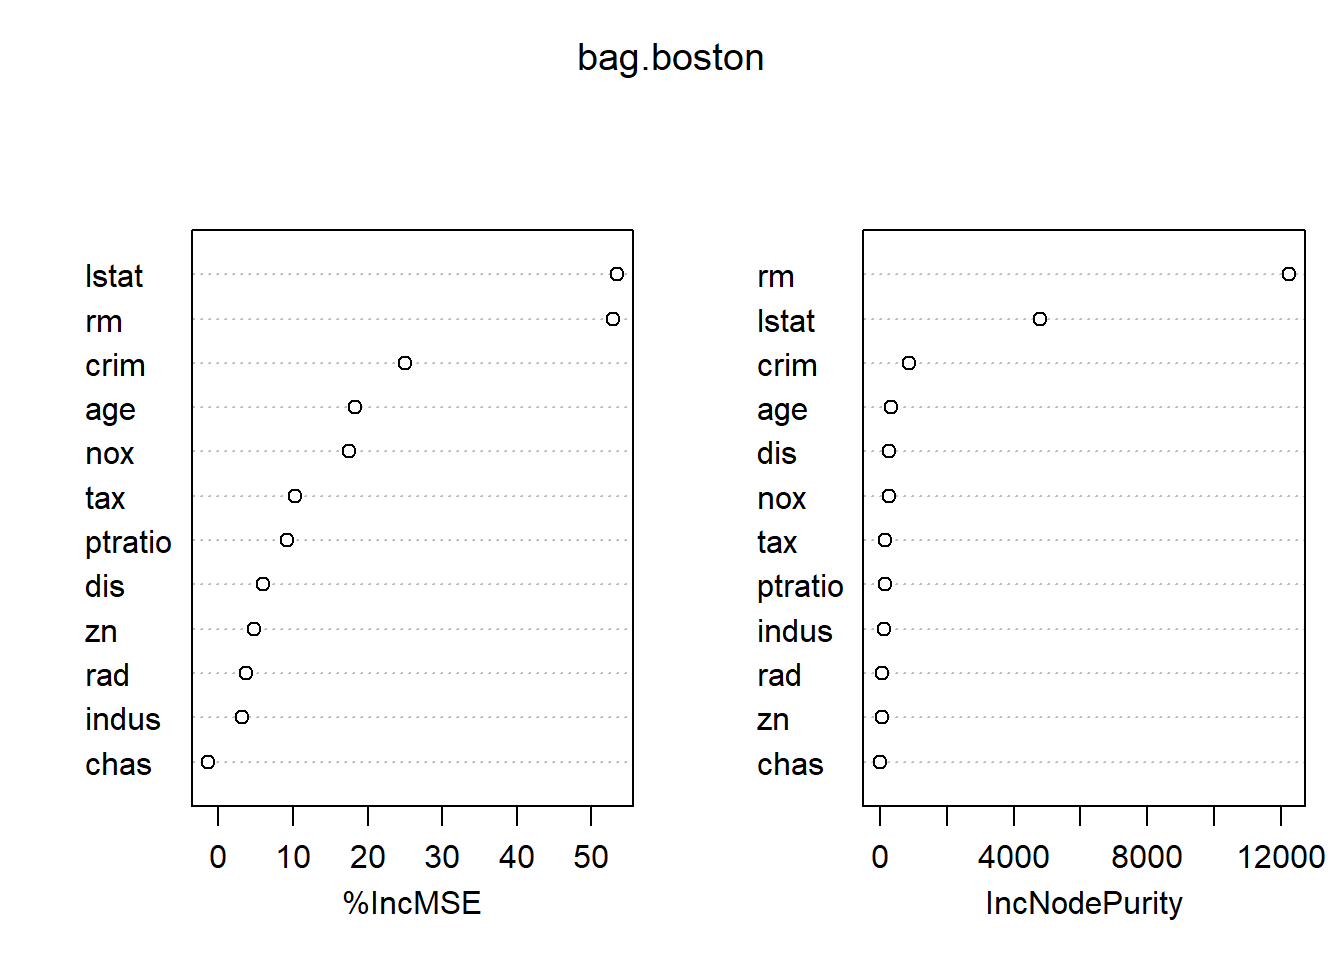 bag.boston
lstat
rm
crim
age
nox
tax
ptratio
dis
zn
rad
indus
chas
0 10 20 30 40 50
%IncMSE
rm
lstat
crim
age
dis
nox
tax
ptratio
indus
rad
zn
chas
0 4000 8000 12000
IncNodePurity